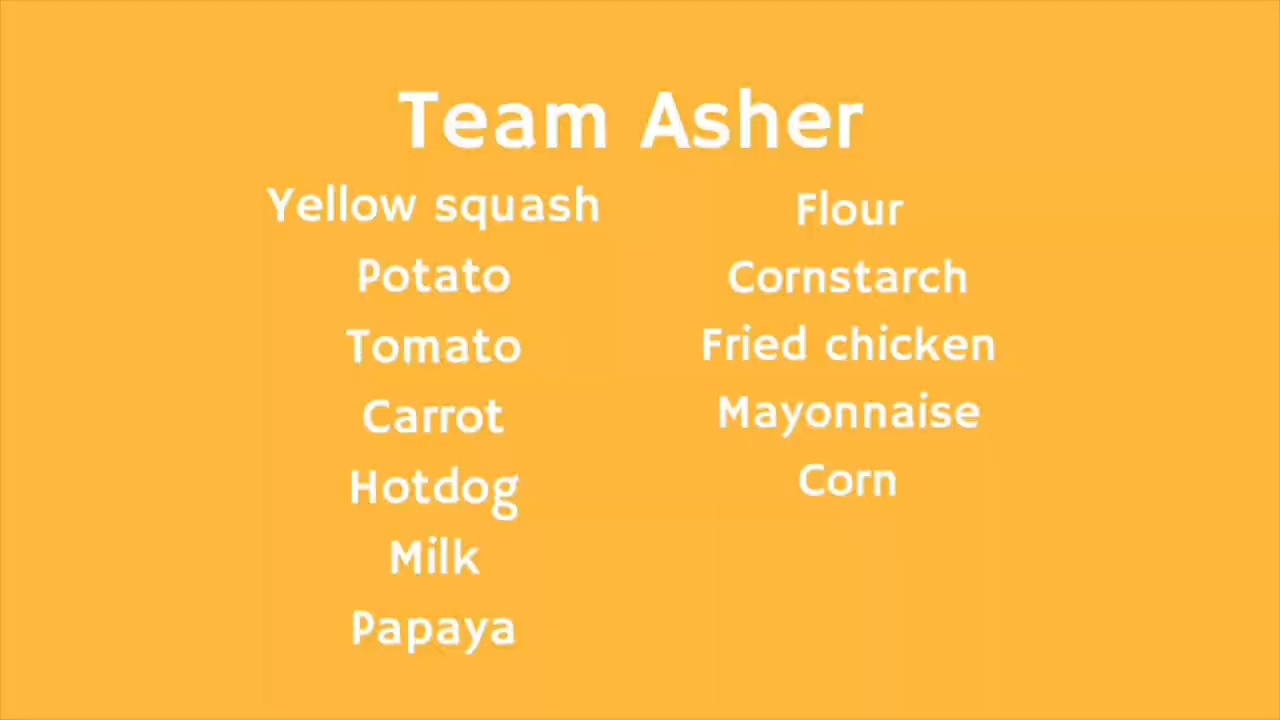 Team Asher
Yellow squash
Potato
Tomato
Carrot
Hotdog
Milk
Papaya
Flour
Cornstarch
Fried chicken
Mayonnaise
Corn